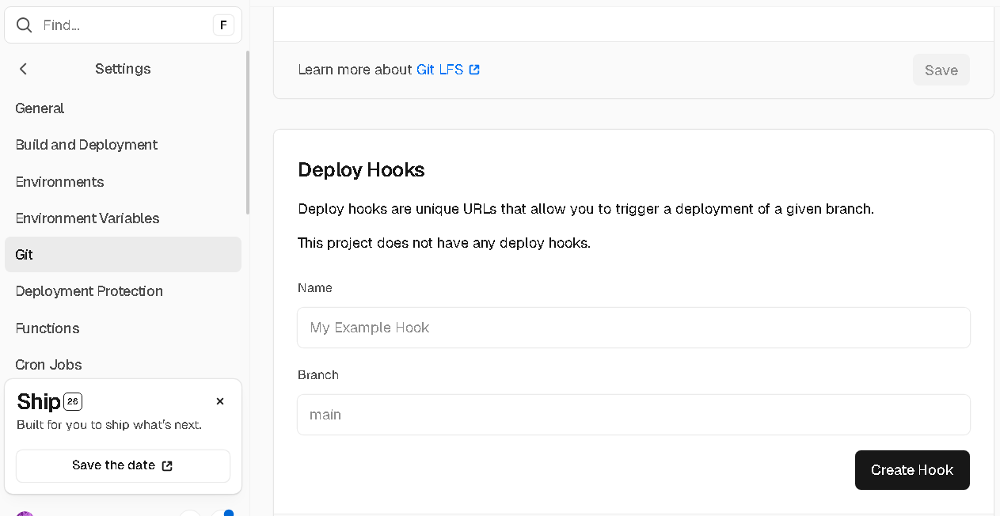 Find...
F
Settings
General
Build and Deployment
Environments
Environment Variables
Git
Deployment Protection
Functions
Cron Jobs
Ship 26
Built for you to ship what's next.
Save the date
Learn more about Git LFS
Save
Deploy Hooks
Deploy hooks are unique URLs that allow you to trigger a deployment of a given branch.
This project does not have any deploy hooks.
Name
My Example Hook
Branch
main
Create Hook